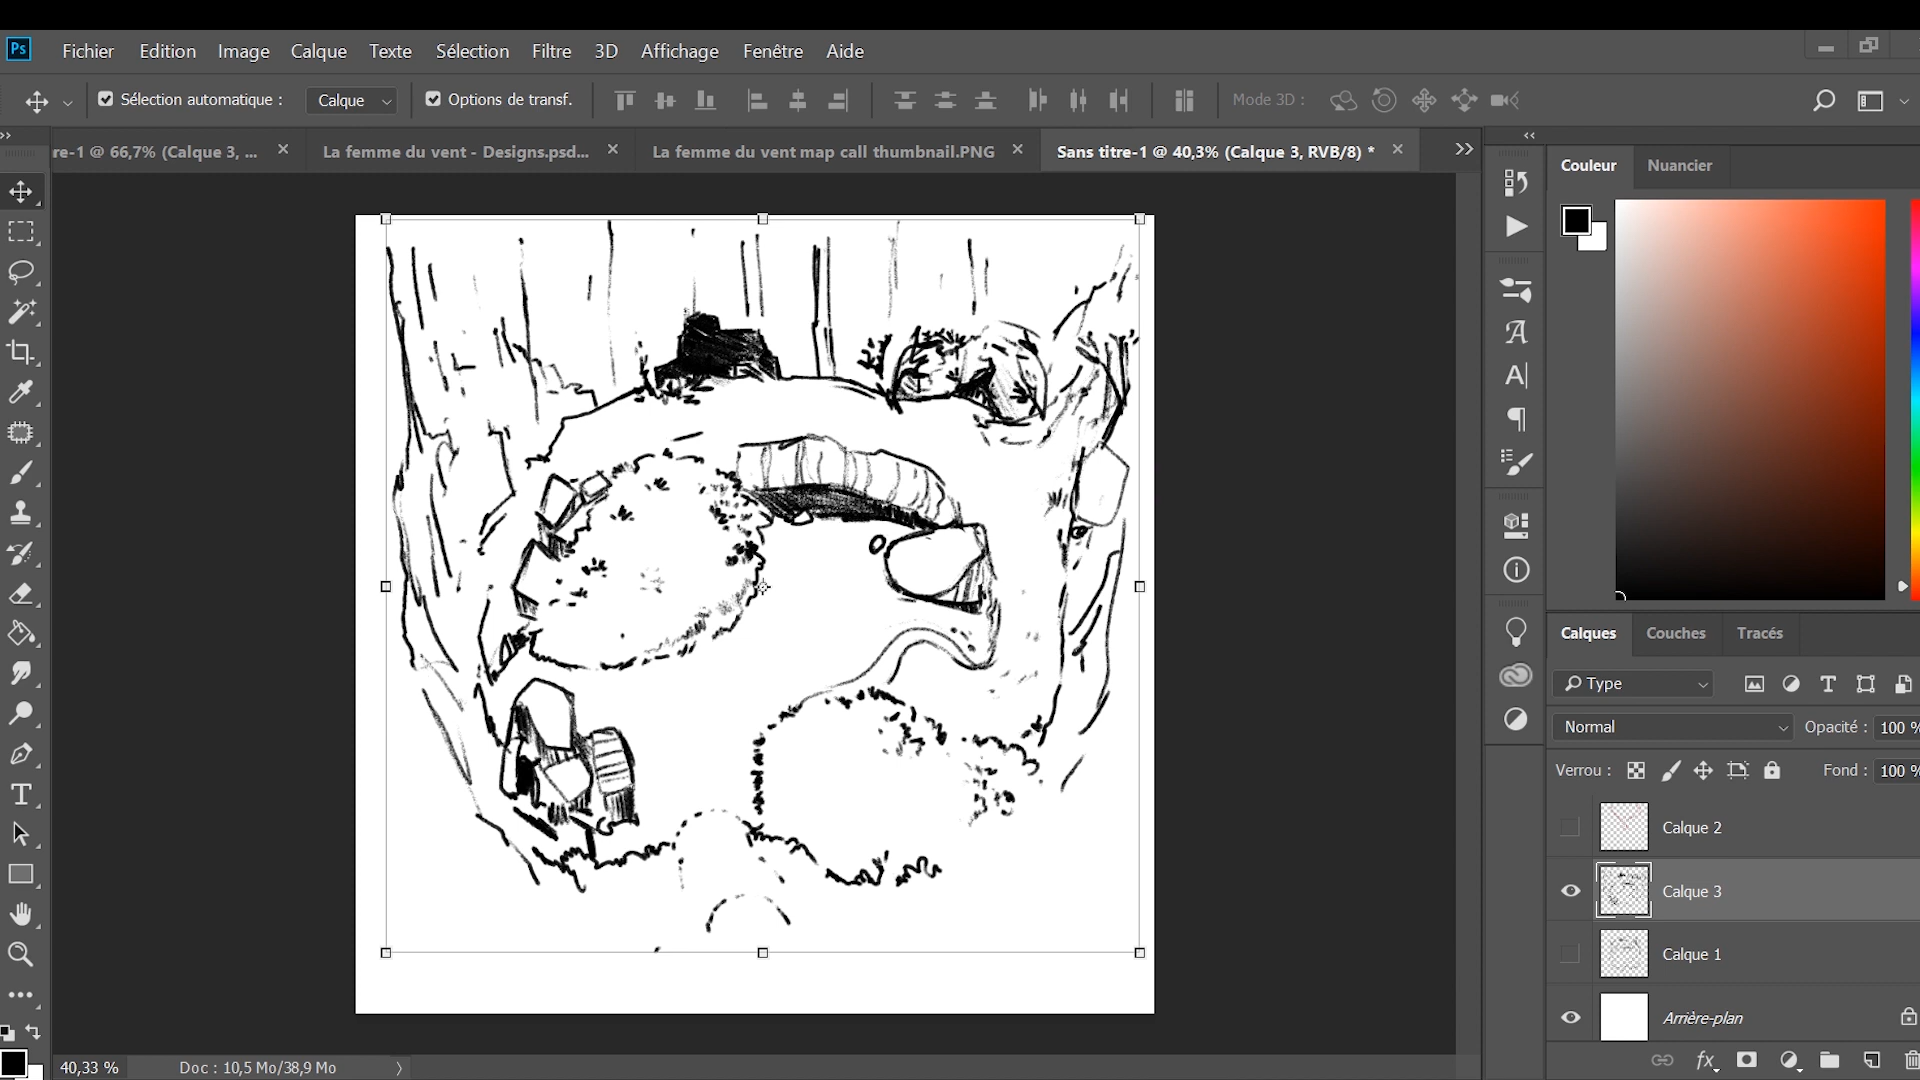 Ps Fichier Edition Image Calque Texte Sélection Filtre 3D Affichage Fenêtre Aide
Sélection automatique : Calque Options de transf. Mode 3D :
re-1 @ 66,7% (Calque 3, ... La femme du vent - Designs.psd... La femme du vent map call thumbnail.PNG Sans titre-1 @ 40,3% (Calque 3, RVB/8) *
Couleur Nuancier
Calques Couches Tracés
Type
Normal Opacité : 100 %
Verrou : Fond : 100 %
Calque 2
Calque 3
Calque 1
Arrière-plan
fx
40,33 % Doc : 10,5 Mo/38,9 Mo